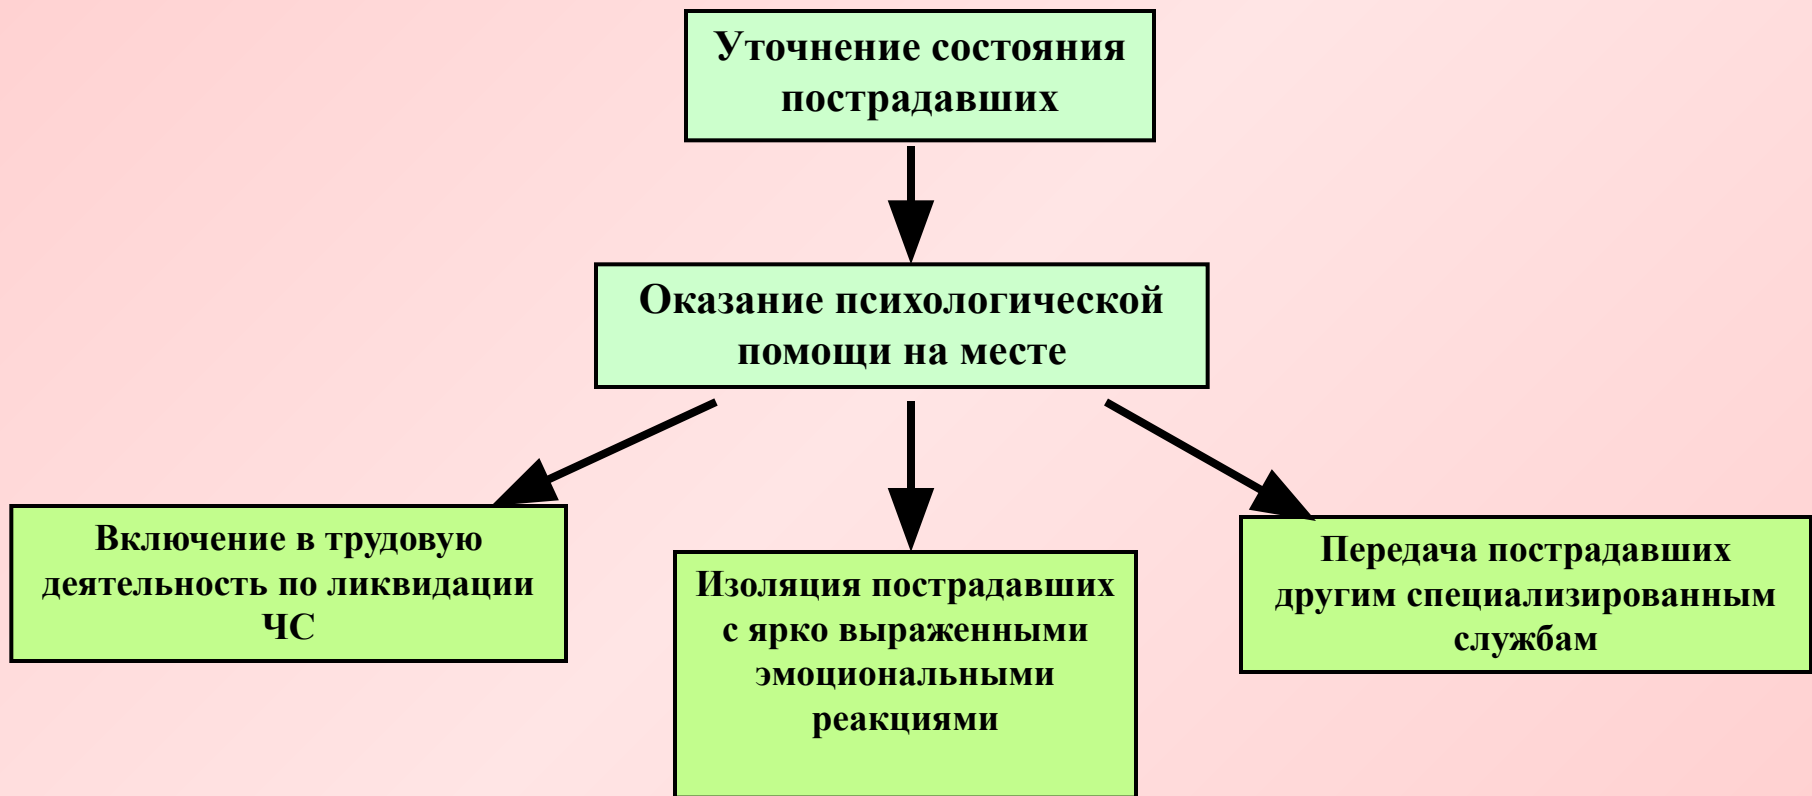 Уточнение состояния
пострадавших
Оказание психологической
помощи на месте
Включение в трудовую
деятельность по ликвидации
ЧС
Изоляция пострадавших
с ярко выраженными
эмоциональными
реакциями
Передача пострадавших
другим специализированным
службам